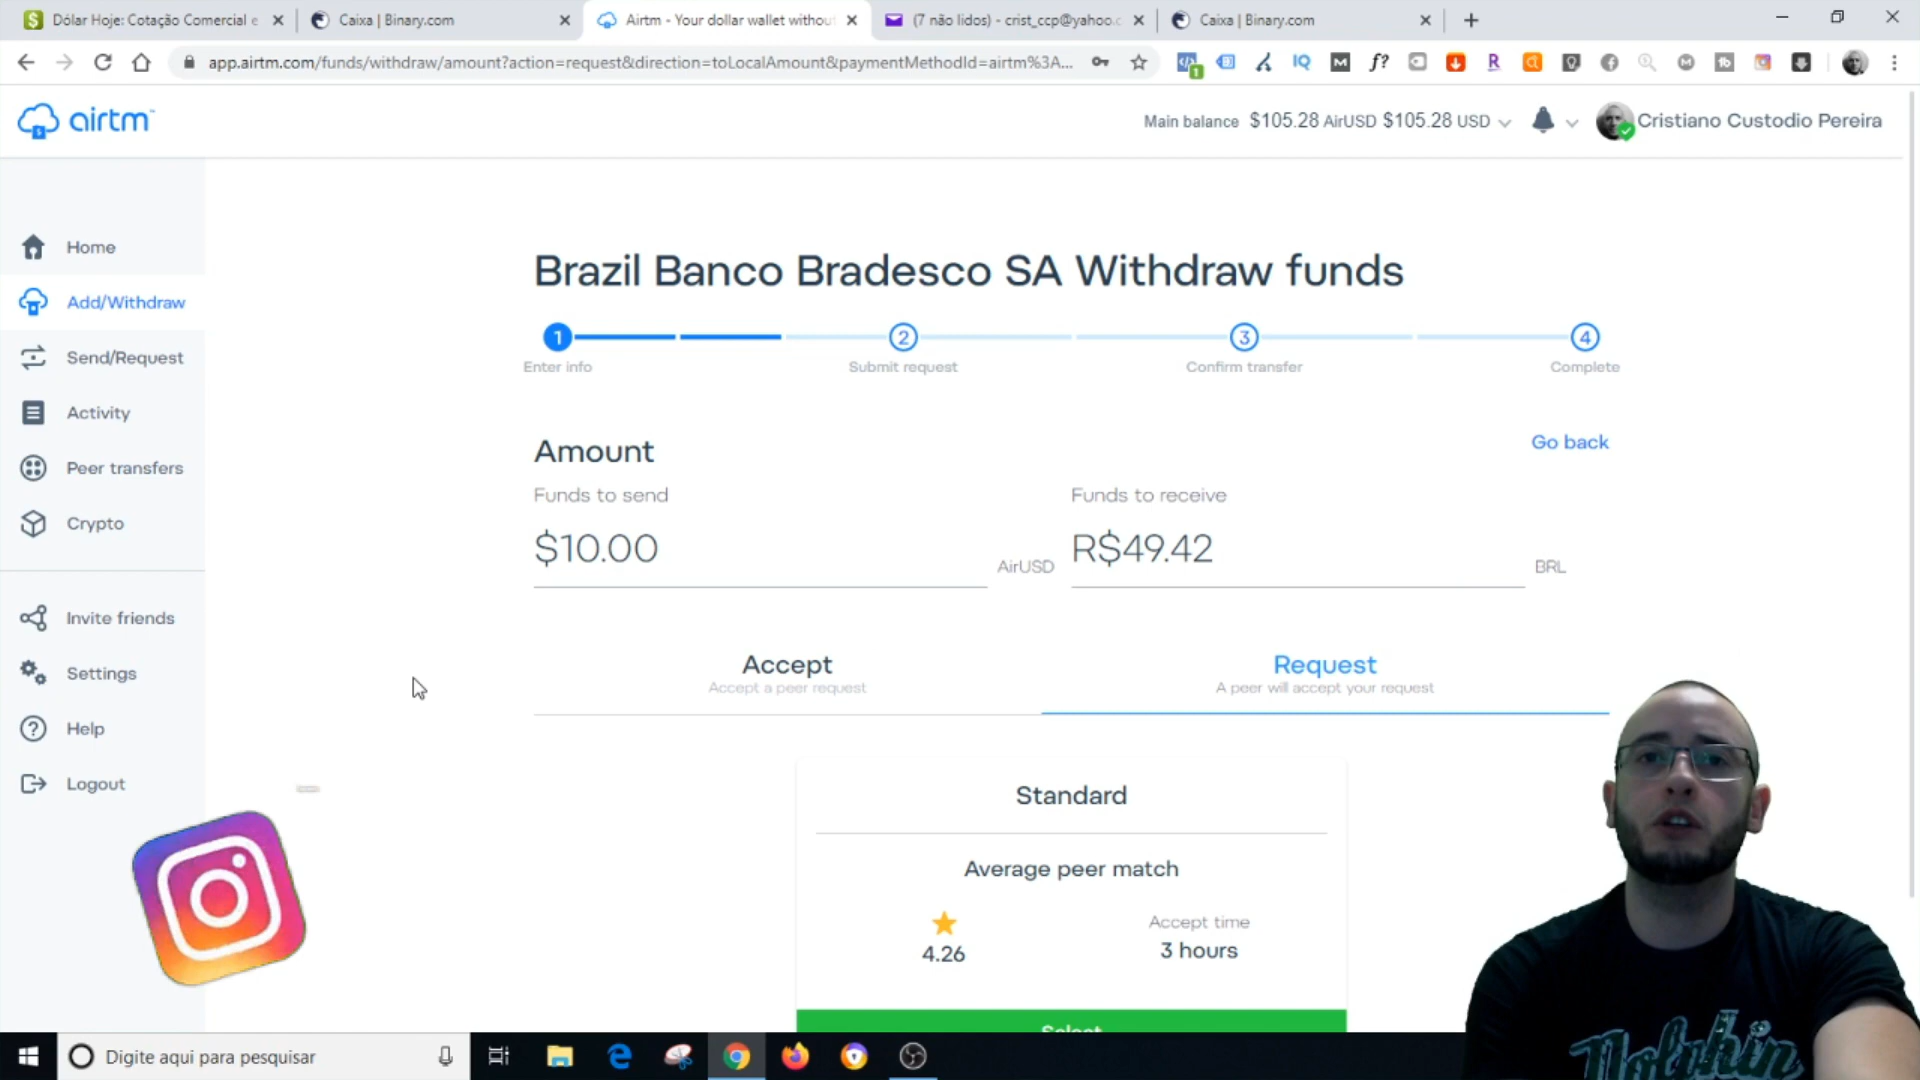 Dólar Hoje: Cotação Comercial e
Caixa | Binary.com
Airtm - Your dollar wallet withou
(7 não lidos) - crist_ccp@yahoo.c
Caixa | Binary.com
app.airtm.com/funds/withdraw/amount?action=request&direction=toLocalAmount&paymentMethodId=airtm%3A...
airtm
Main balance $105.28 AirUSD $105.28 USD
Cristiano Custodio Pereira
Home
Add/Withdraw
Send/Request
Activity
Peer transfers
Crypto
Invite friends
Settings
Help
Logout
Brazil Banco Bradesco SA Withdraw funds
1
2
3
4
Enter info
Submit request
Confirm transfer
Complete
Amount
Go back
Funds to send
Funds to receive
$10.00
AirUSD
R$49.42
BRL
Accept
Accept a peer request
Request
A peer will accept your request
Standard
Average peer match
4.26
Accept time
3 hours
Select
Digite aqui para pesquisar
Dolphin